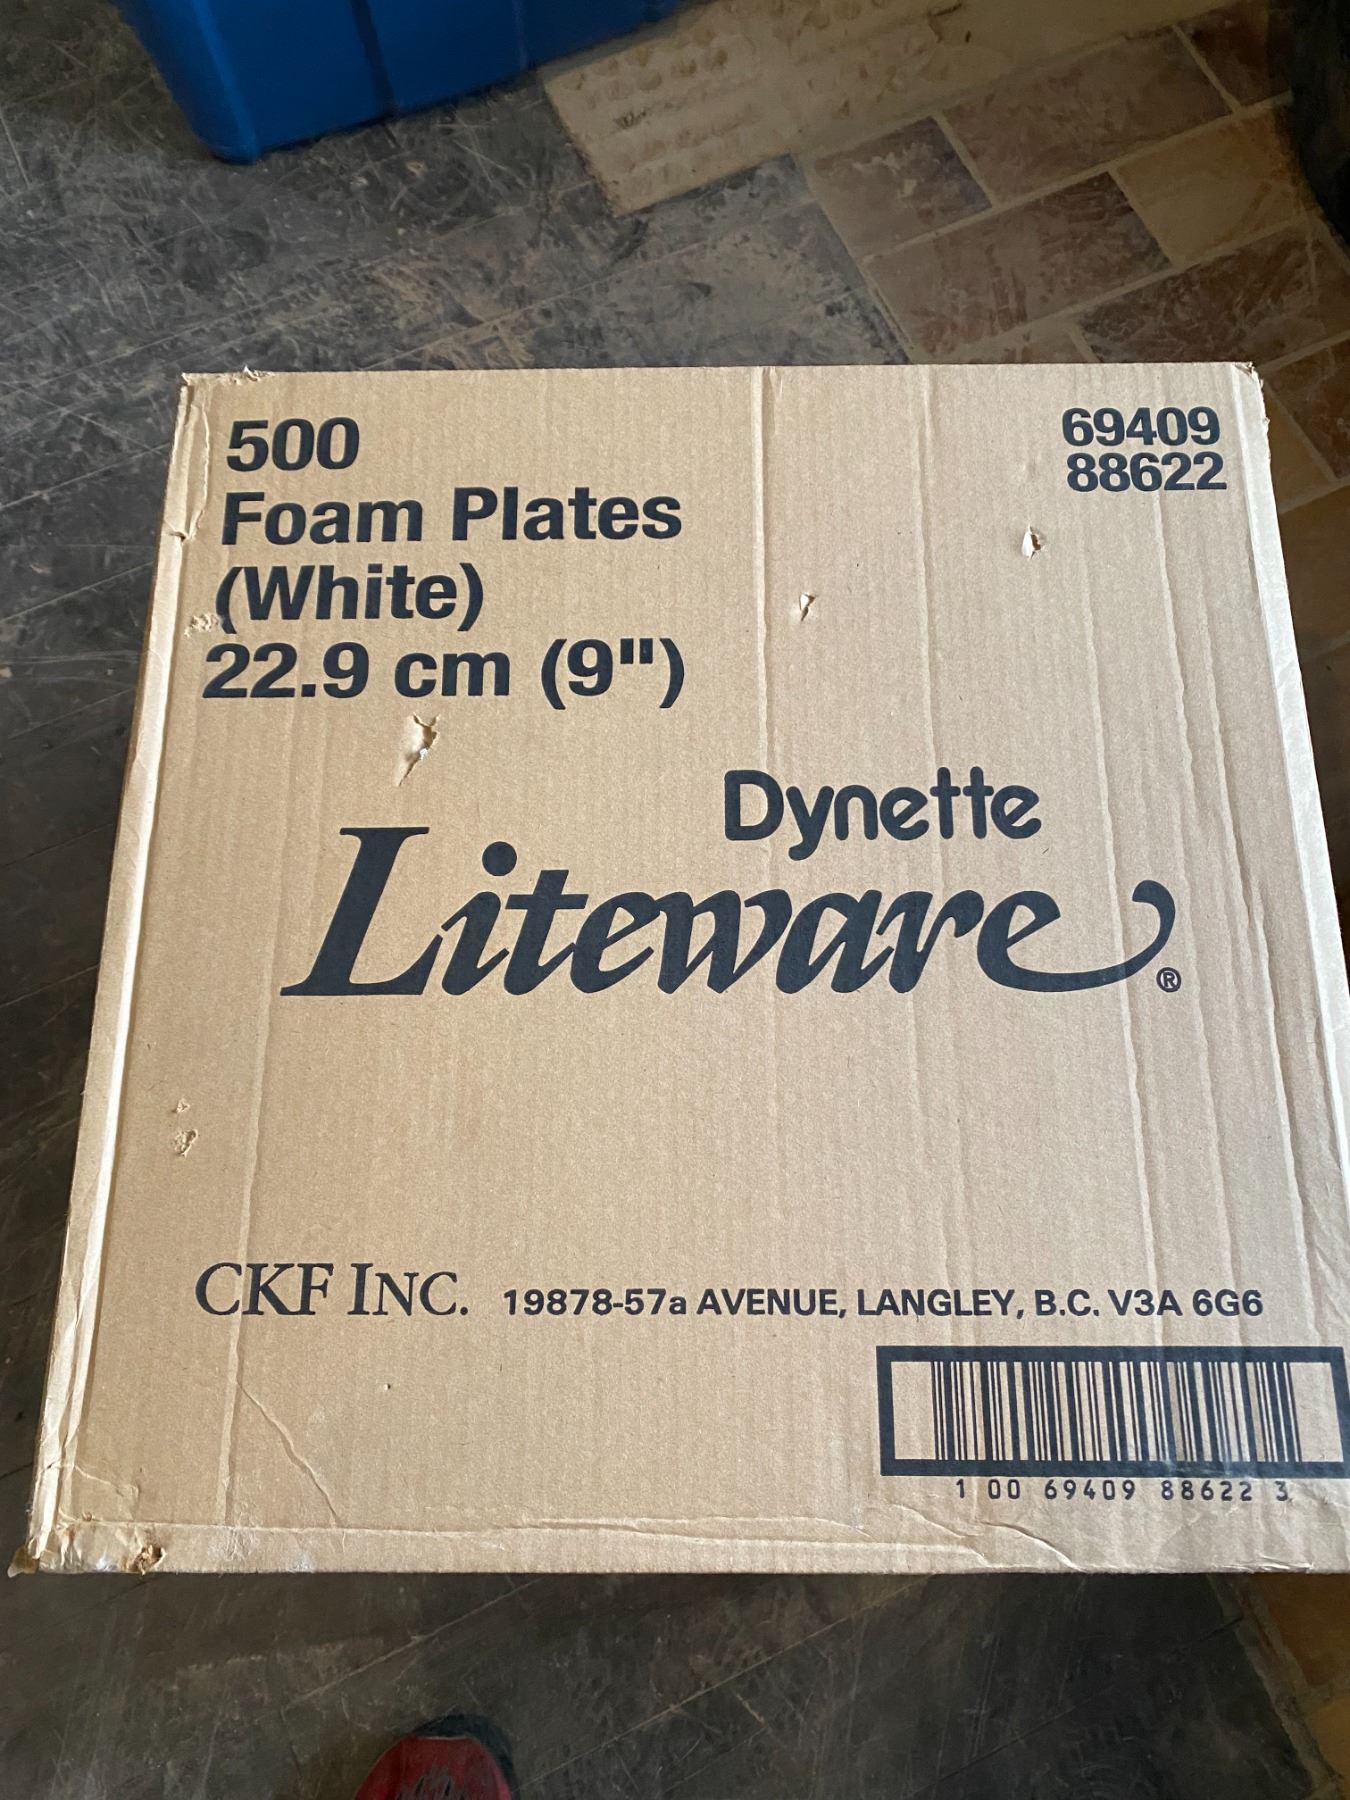 500
Foam Plates
(White)
22.9 cm (9")
69409
88622
Dynette
Liteware®
CKF INC. 19878-57a AVENUE, LANGLEY, B.C. V3A 6G6
1 00 69409 88622 3